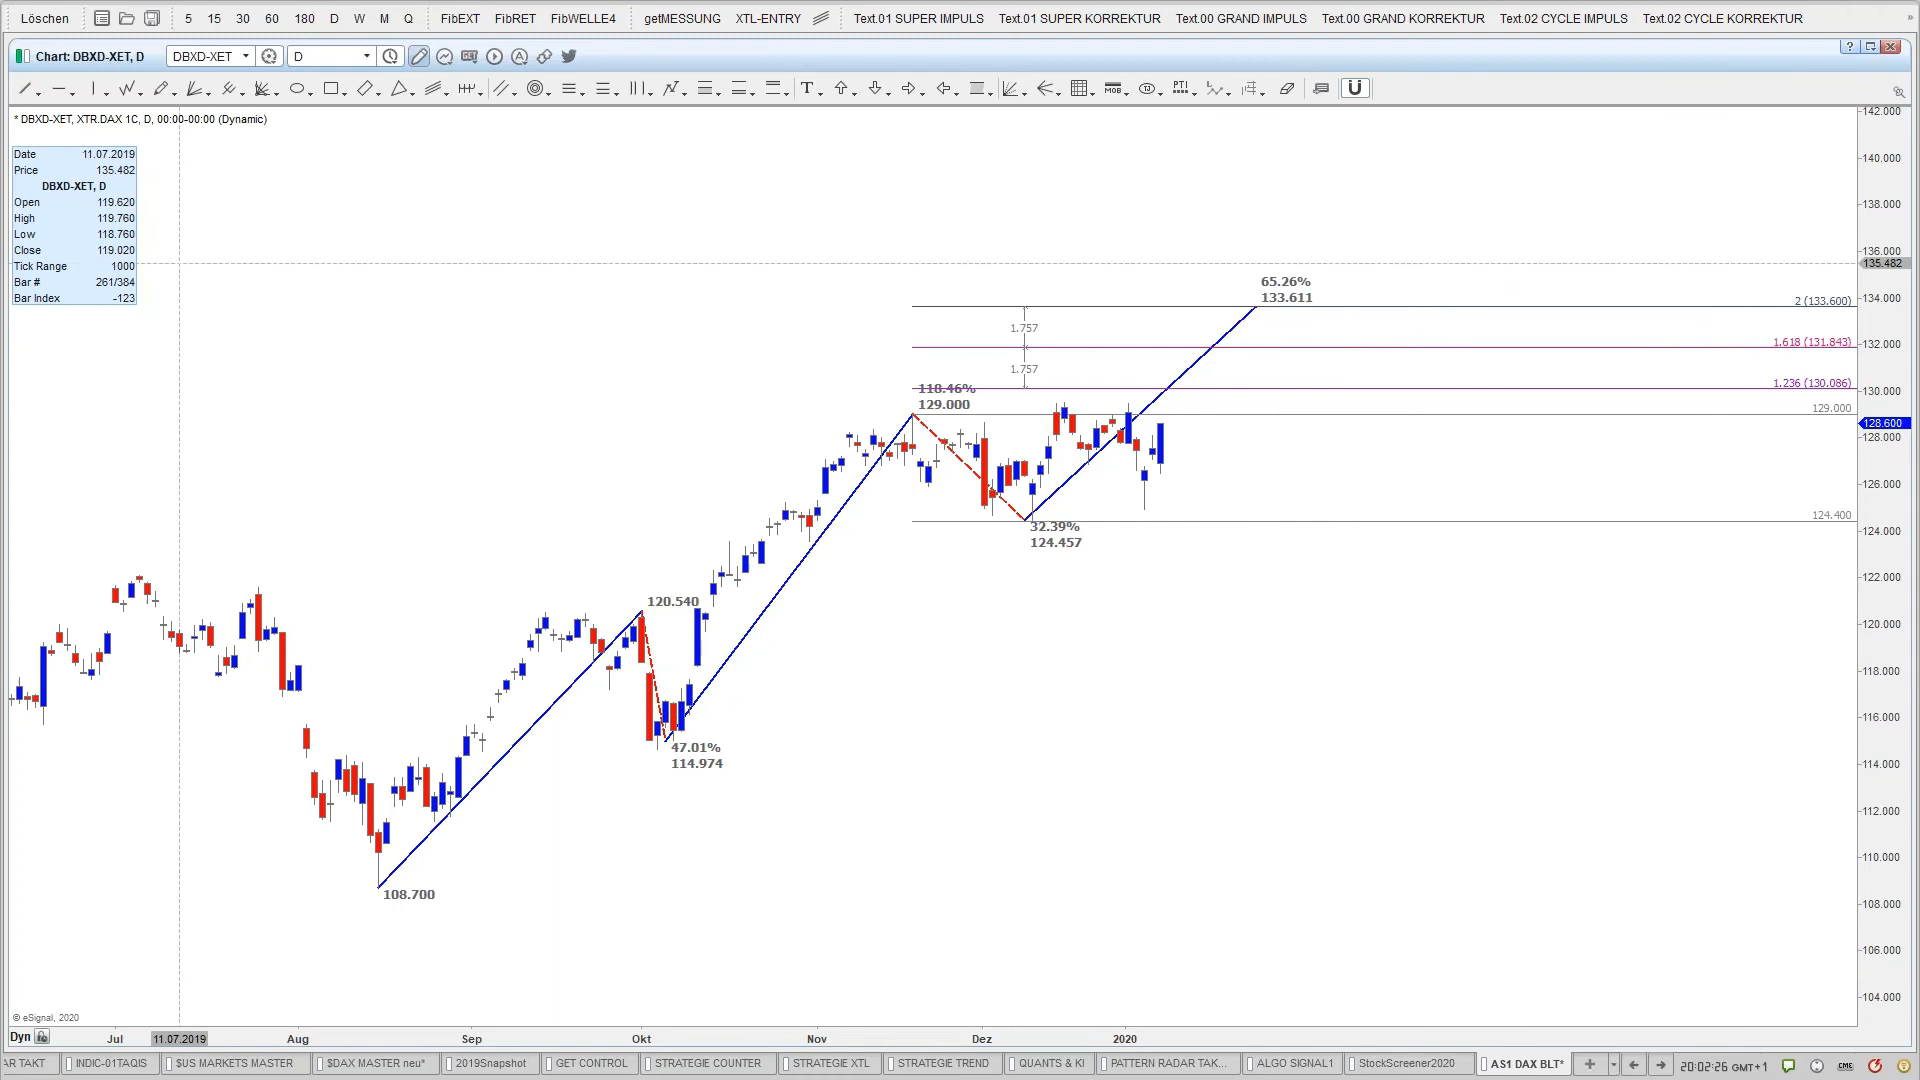 Löschen 5 15 30 60 180 D W M Q FibEXT FibRET FibWELLE4 getMESSUNG XTL-ENTRY Text.01 SUPER IMPULS Text.01 SUPER KORREKTUR Text.00 GRAND IMPULS Text.00 GRAND KORREKTUR Text.02 CYCLE IMPULS Text.02 CYCLE KORREKTUR
Chart: DBXD-XET, D DBXD-XET D
* DBXD-XET, XTR.DAX 1C, D, 00:00-00:00 (Dynamic)
Date 11.07.2019
Price 135.482
DBXD-XET, D
Open 119.620
High 119.760
Low 118.760
Close 119.020
Tick Range 1000
Bar # 261/384
Bar Index -123
142.000
140.000
138.000
136.000
135.482
134.000
132.000
130.000
128.600
128.000
126.000
124.000
122.000
120.000
118.000
116.000
114.000
112.000
110.000
108.000
106.000
104.000
65.26%
133.611
2 (133.600)
1.757
1.618 (131.843)
1.757
1.236 (130.086)
118.46%
129.000
129.000
124.400
32.39%
124.457
120.540
47.01%
114.974
108.700
© eSignal, 2020
Dyn Jul 11.07.2019 Aug Sep Okt Nov Dez 2020
AR TAKT INDIC-01TAQIS $US MARKETS MASTER $DAX MASTER neu* 2019Snapshot GET CONTROL STRATEGIE COUNTER STRATEGIE XTL STRATEGIE TREND QUANTS & KI PATTERN RADAR TAK... ALGO SIGNAL1 StockScreener2020 AS1 DAX BLT* 20:02:26 GMT+1 CME